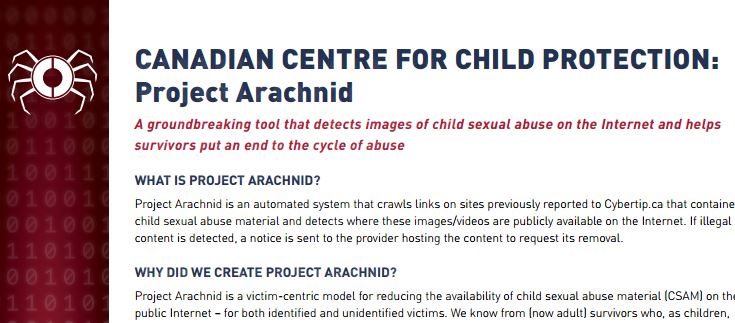 CANADIAN CENTRE FOR CHILD PROTECTION:
Project Arachnid
A groundbreaking tool that detects images of child sexual abuse on the Internet and helps
survivors put an end to the cycle of abuse
WHAT IS PROJECT ARACHNID?
Project Arachnid is an automated system that crawls links on sites previously reported to Cybertip.ca that containe
child sexual abuse material and detects where these images/videos are publicly available on the Internet. If illegal
content is detected, a notice is sent to the provider hosting the content to request its removal.
WHY DID WE CREATE PROJECT ARACHNID?
Project Arachnid is a victim-centric model for reducing the availability of child sexual abuse material (CSAM) on the
public Internet – for both identified and unidentified victims. We know from (now adult) survivors who, as children,